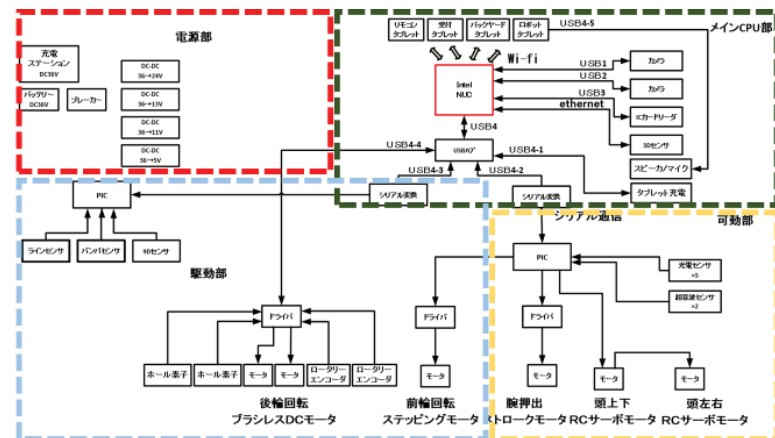 電源部
充電
ステーション
DC36V
バッテリー
DC36V
ブレーカー
DC-DC
36→24V
DC-DC
36→13V
DC-DC
36→11V
DC-DC
36→5V
メインCPU部
リモコン
タブレット
受付
タブレット
バックヤード
タブレット
ロボット
タブレット
USB4-5
Wi-fi
Intel
NUC
USB1
USB2
USB3
ethernet
カメラ
カメラ
ICカードリーダ
3Dセンサ
スピーカ/マイク
タブレット充電
USB4
USBハブ
USB4-4
USB4-1
USB4-3
USB4-2
シリアル変換
シリアル変換
シリアル通信
駆動部
PIC
ラインセンサ
バンパセンサ
9Dセンサ
ドライバ
ホール素子
ホール素子
モータ
モータ
ロータリー
エンコーダ
ロータリー
エンコーダ
後輪回転
ブラシレスDCモータ
ドライバ
モータ
前輪回転
ステッピングモータ
可動部
PIC
光電センサ
×5
超音波センサ
×2
ドライバ
モータ
モータ
モータ
腕押出
ストロークモータ
頭上下
RCサーボモータ
頭左右
RCサーボモータ